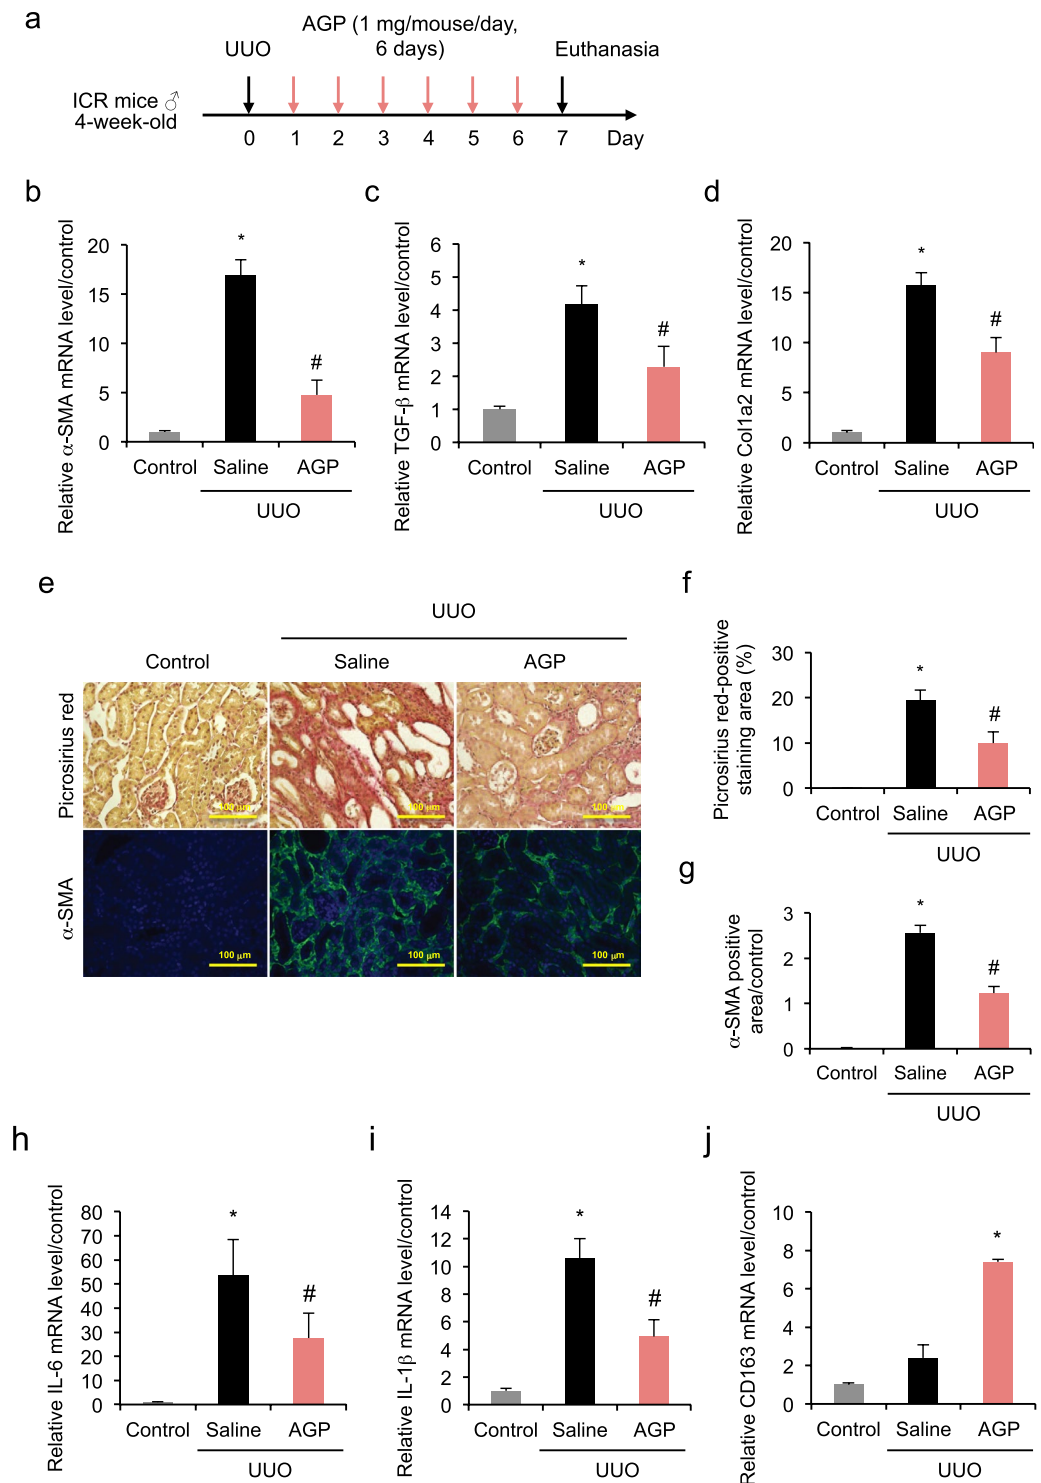 a
AGP (1 mg/mouse/day,
6 days)
UUO
Euthanasia
ICR mice ♂
4-week-old
0 1 2 3 4 5 6 7 Day
b
Relative α-SMA mRNA level/control
20
15
10
5
0
*
#
Control Saline AGP
UUO
c
Relative TGF-β mRNA level/control
6
5
4
3
2
1
0
*
#
Control Saline AGP
UUO
d
Relative Col1a2 mRNA level/control
20
15
10
5
0
*
#
Control Saline AGP
UUO
e
UUO
Control Saline AGP
Picrosirius red
100 μm 100 μm 100 μm
α-SMA
100 μm 100 μm 100 μm
f
Picrosirius red-positive
staining area (%)
30
20
10
0
*
#
Control Saline AGP
UUO
g
α-SMA positive
area/control
3
2
1
0
*
#
Control Saline AGP
UUO
h
Relative IL-6 mRNA level/control
80
70
60
50
40
30
20
10
0
*
#
Control Saline AGP
UUO
i
Relative IL-1β mRNA level/control
14
12
10
8
6
4
2
0
*
#
Control Saline AGP
UUO
j
Relative CD163 mRNA level/control
10
8
6
4
2
0
*
Control Saline AGP
UUO